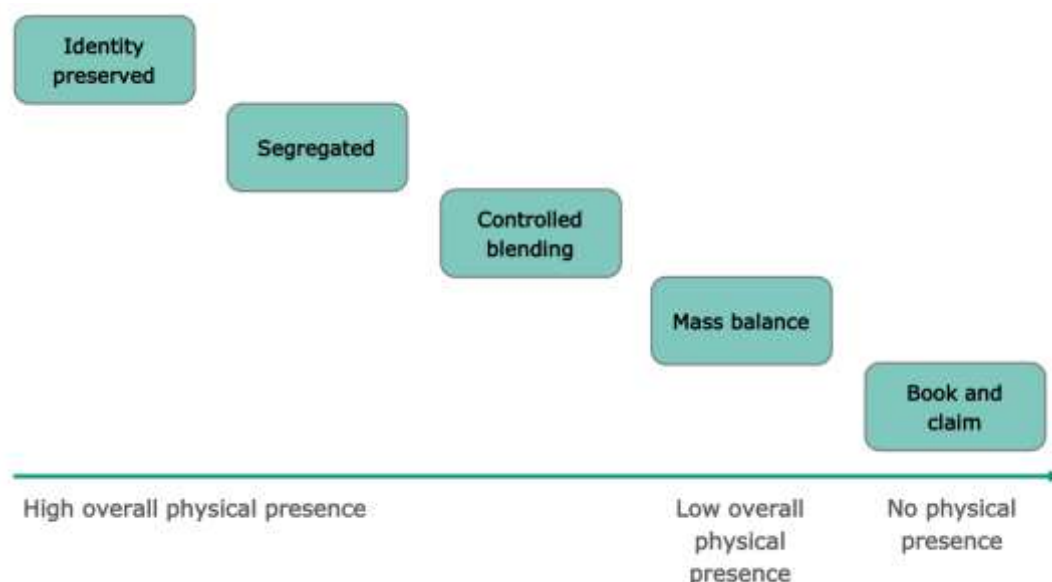 Identity
preserved
Segregated
Controlled
blending
Mass balance
Book and
claim
High overall physical presence
Low overall
physical
presence
No physical
presence